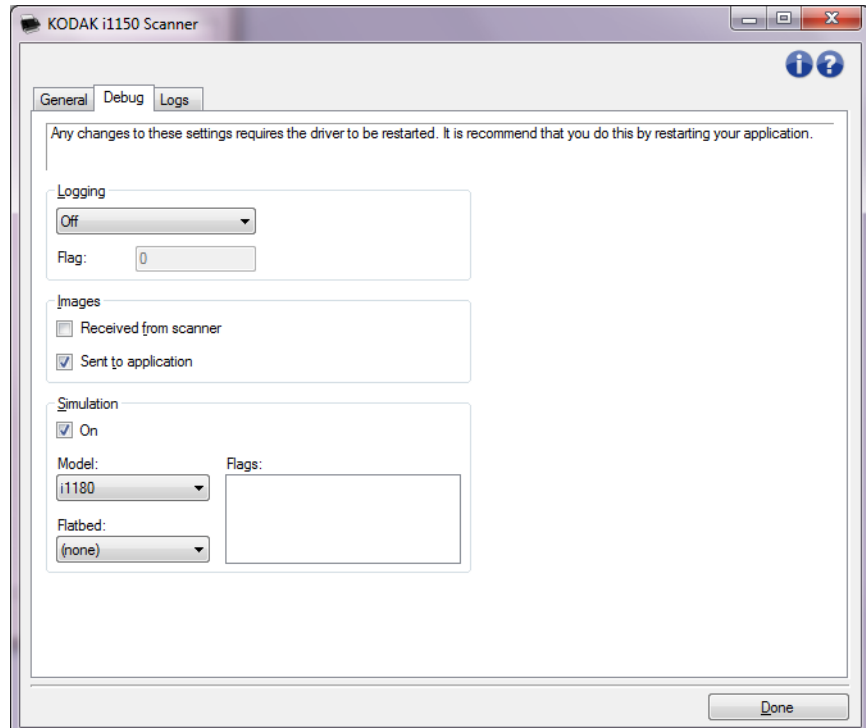 KODAK i1150 Scanner
General Debug Logs
Any changes to these settings requires the driver to be restarted. It is recommend that you do this by restarting your application.
Logging
Off
Flag: 0
Images
Received from scanner
Sent to application
Simulation
On
Model: Flags:
i1180
Flatbed:
(none)
Done